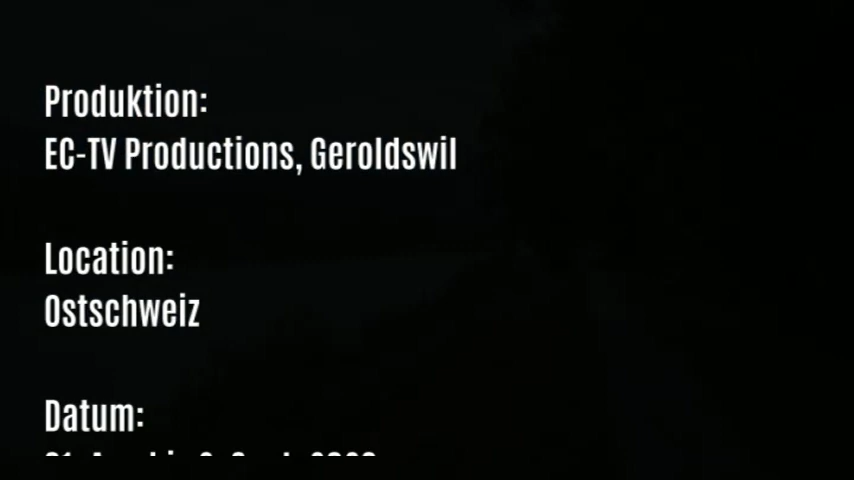 Produktion:
EC-TV Productions, Geroldswil
Location:
Ostschweiz
Datum: